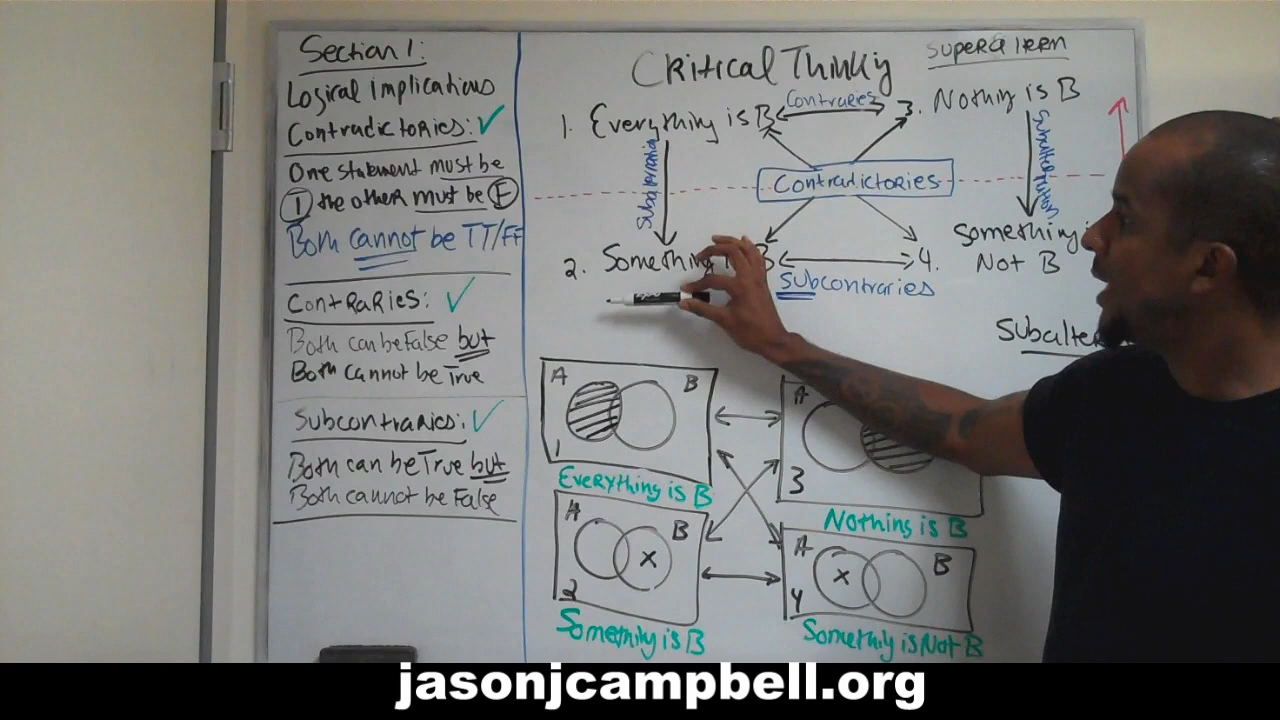 Section 1:
Logical Implications
Contradictories: ✓
One statement must be
T the other must be F
Both cannot be TT/FF
Contraries: ✓
Both can be False but
Both cannot be True
Subcontraries: ✓
Both can be True but
Both cannot be False
Critical Thinking
Superaltern
1. Everything is B
Contraries
3. Nothing is B
Subalternation
Contradictories
Subalternation
2. Something is B
Subcontraries
4. Something is
Not B
Subalter
A B
1
Everything is B
A
3
Nothing is B
A B
X
2
Something is B
A B
X
4
Something is Not B
jasonjcampbell.org